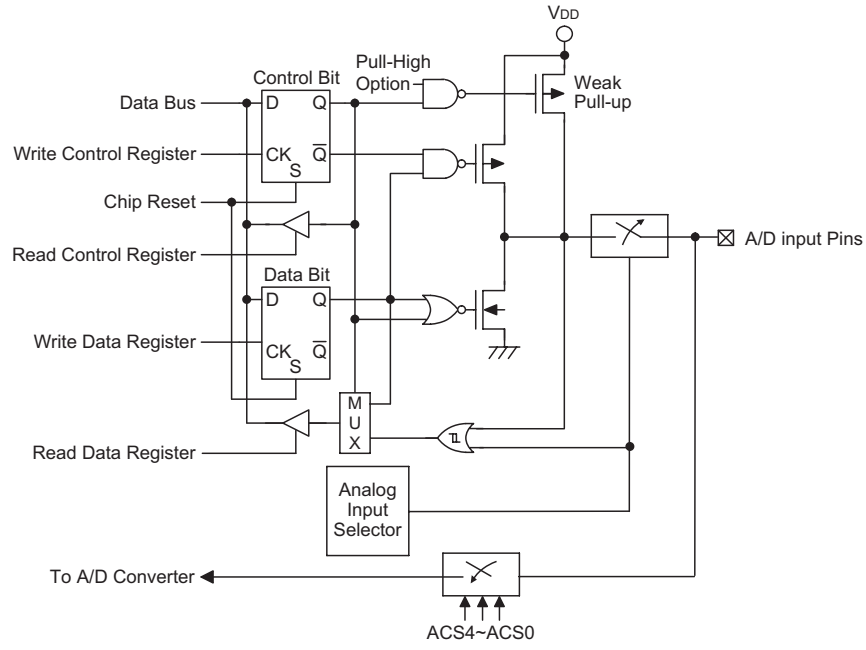 VDD
Pull-High
Option
Weak
Pull-up
Control Bit
Data Bus
D
Q
Write Control Register
CK
Q
S
Chip Reset
Read Control Register
A/D input Pins
Data Bit
D
Q
Write Data Register
CK
Q
S
M
U
X
Read Data Register
Analog
Input
Selector
To A/D Converter
ACS4~ACS0